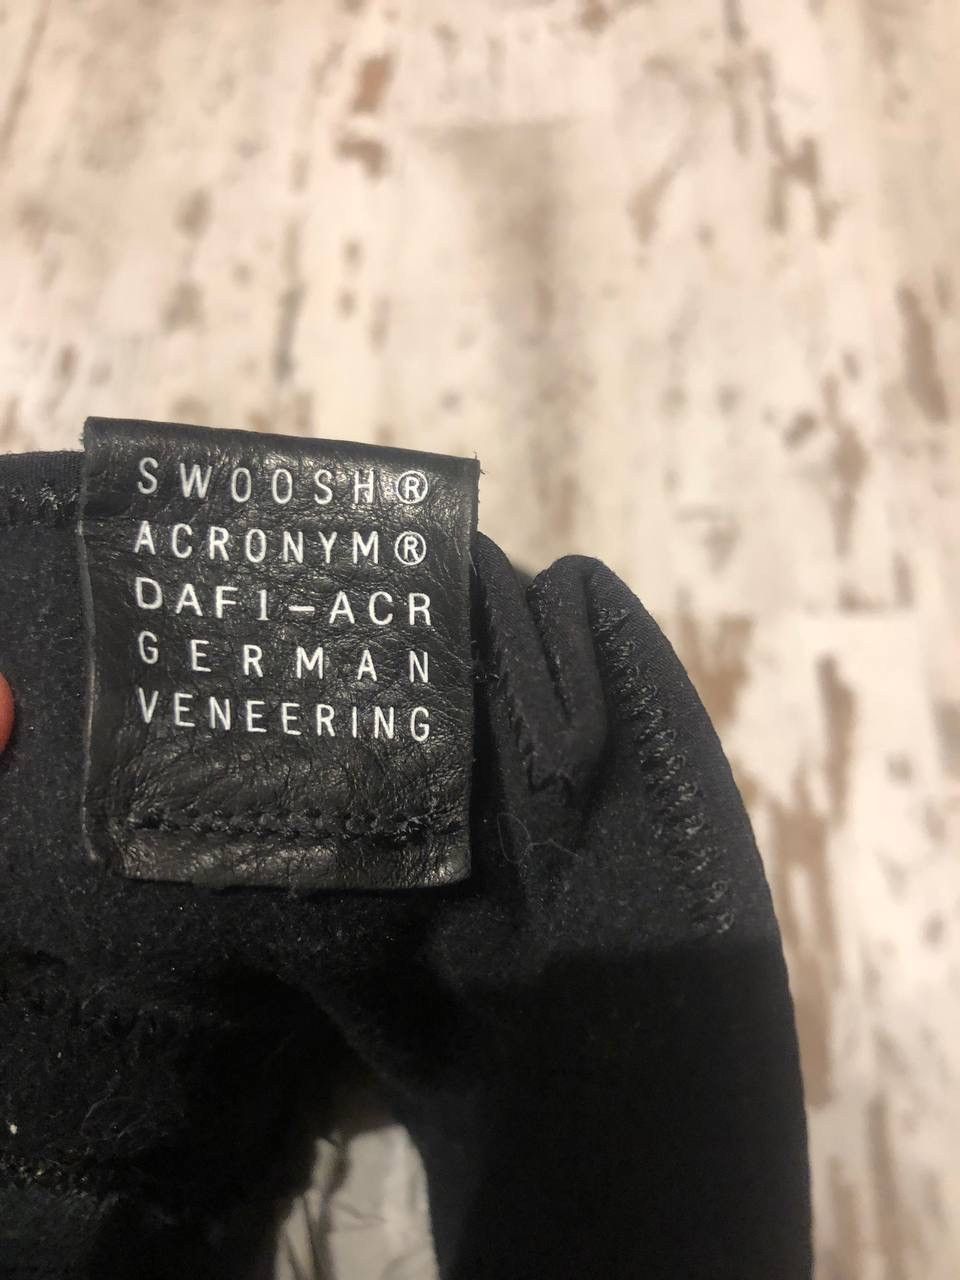 SWOOSH®
ACRONYM®
DAF1-ACR
GERMAN
VENEERING